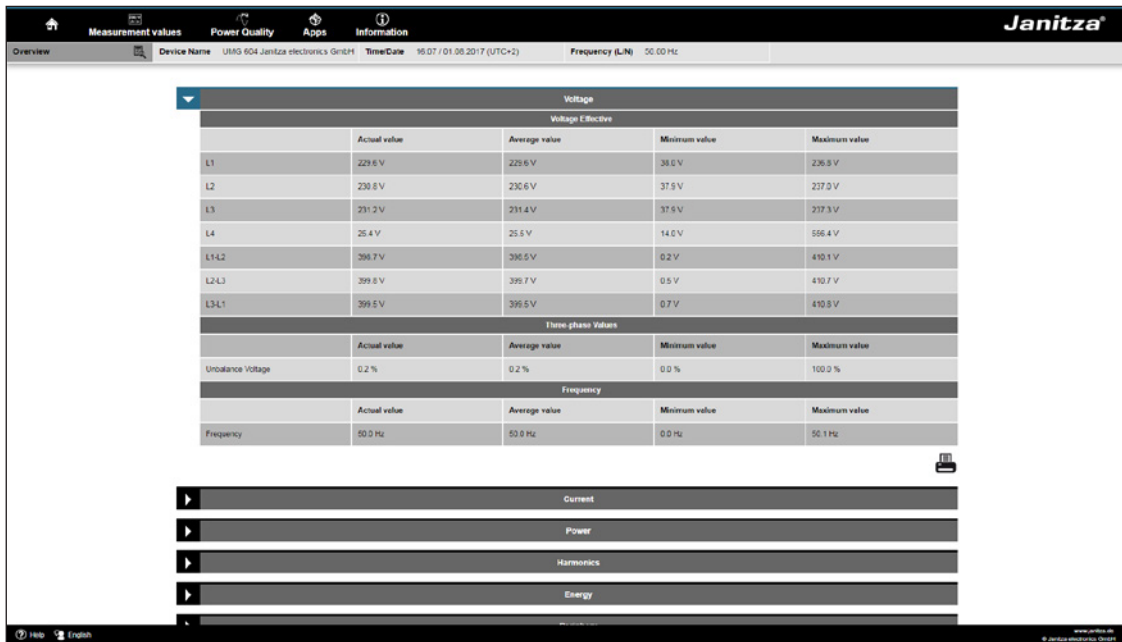 Measurement values Power Quality Apps Information Janitza®
Overview Device Name UMG 604 Janitza electronics GmbH Time/Date 16:07 / 01.08.2017 (UTC+2) Frequency (L/N) 50.00 Hz
Voltage
Voltage Effective
Actual value Average value Minimum value Maximum value
L1 229.6 V 229.6 V 38.0 V 236.8 V
L2 230.8 V 230.6 V 37.9 V 237.0 V
L3 231.2 V 231.4 V 37.9 V 237.3 V
L4 25.4 V 25.5 V 14.0 V 556.4 V
L1-L2 398.7 V 398.5 V 0.2 V 410.1 V
L2-L3 399.8 V 399.7 V 0.5 V 410.7 V
L3-L1 399.5 V 399.5 V 0.7 V 410.8 V
Three-phase Values
Actual value Average value Minimum value Maximum value
Unbalance Voltage 0.2 % 0.2 % 0.0 % 100.0 %
Frequency
Actual value Average value Minimum value Maximum value
Frequency 50.0 Hz 50.0 Hz 0.0 Hz 50.1 Hz
Current
Power
Harmonics
Energy
Help English www.janitza.de
© Janitza electronics GmbH